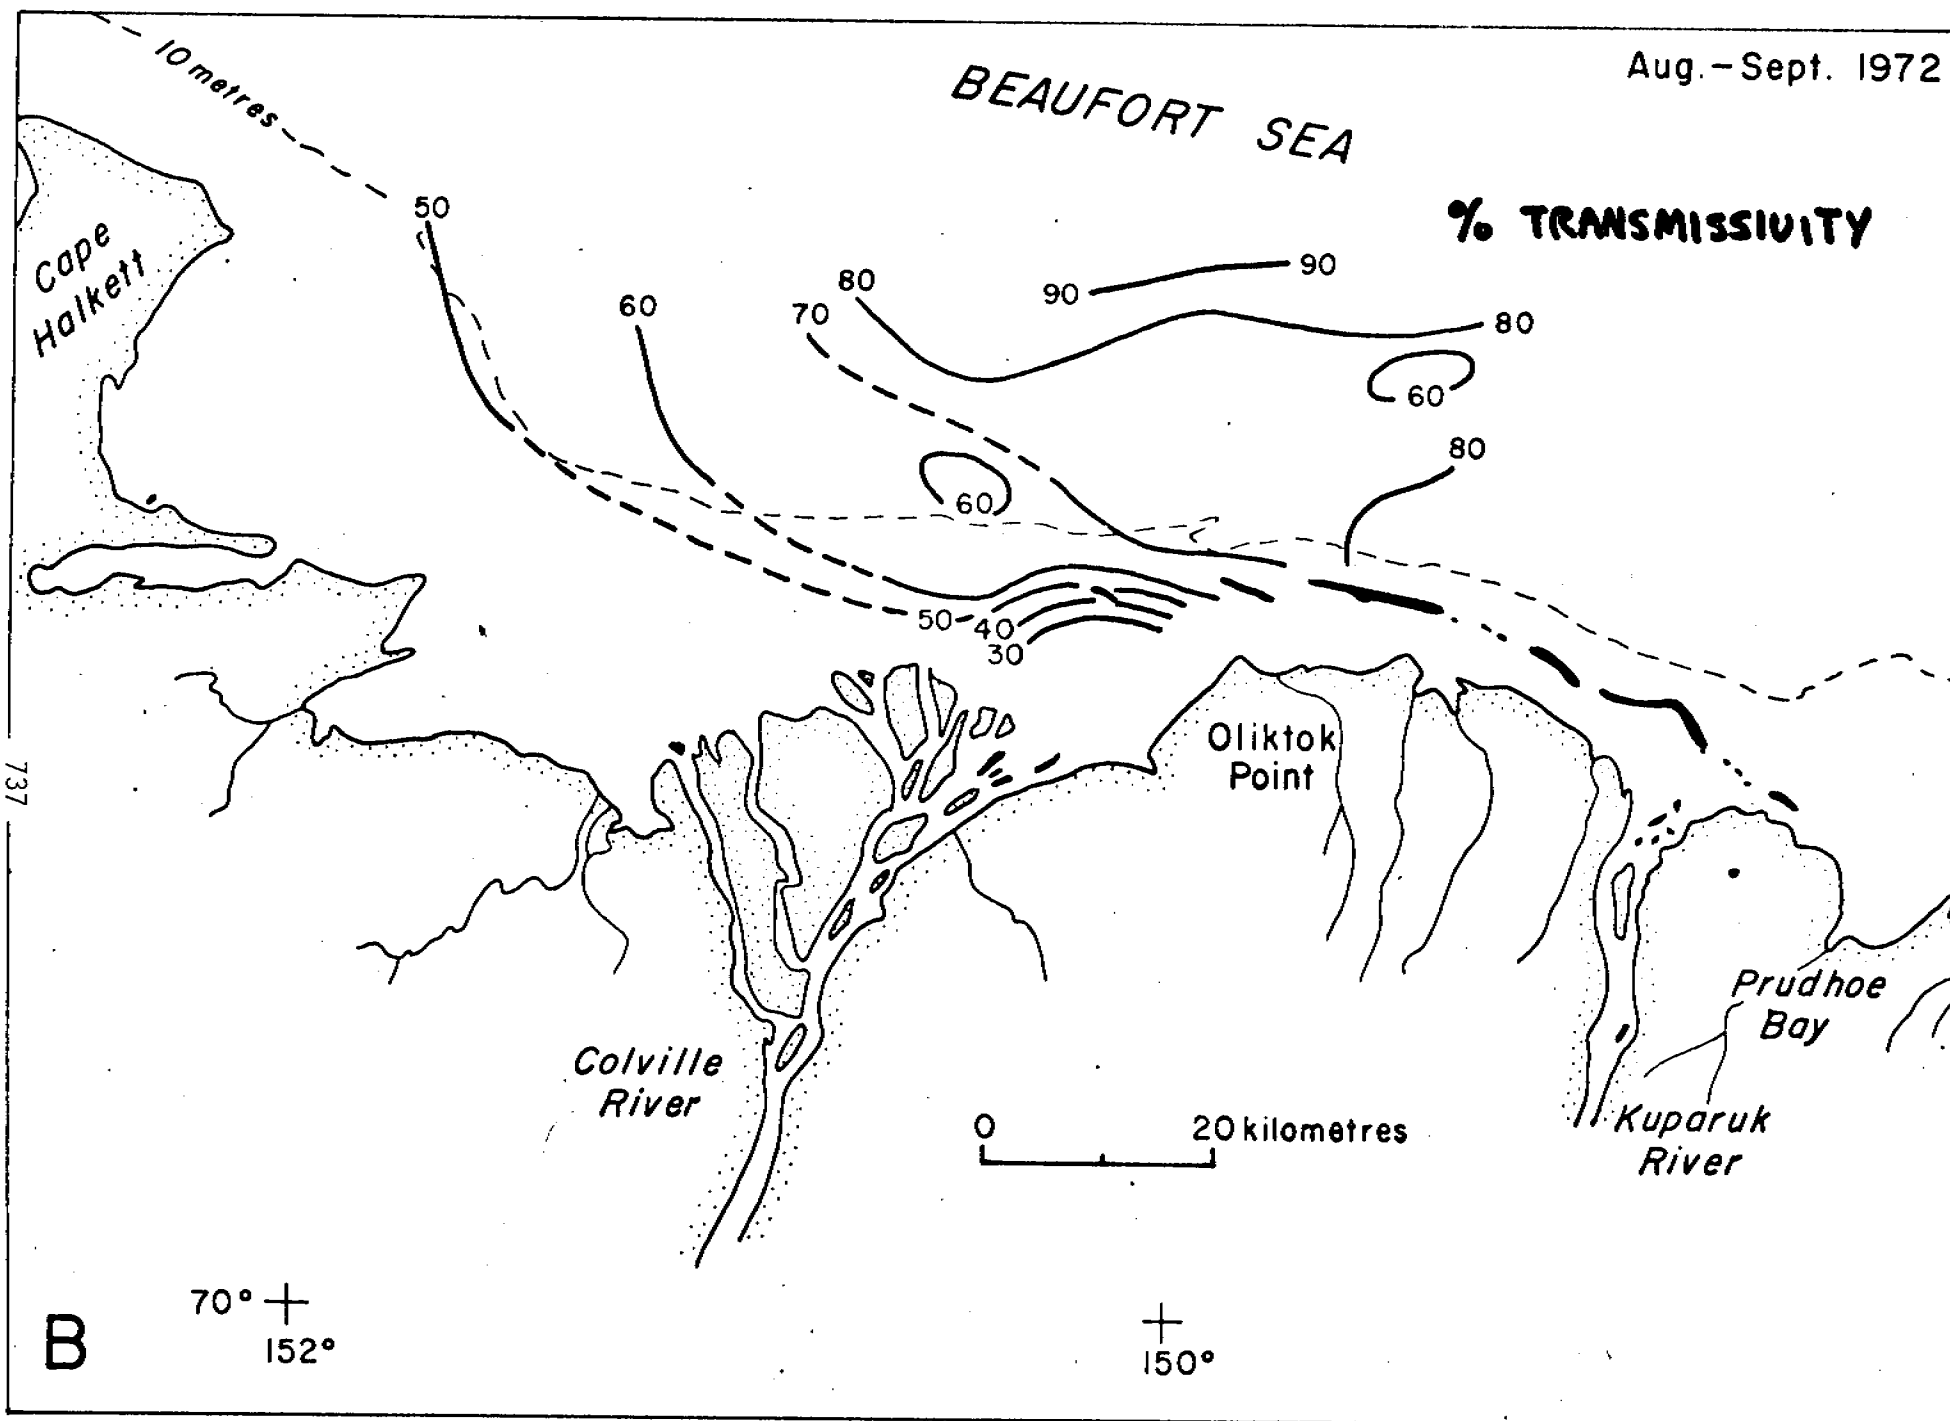 Aug.-Sept. 1972
10 metres
BEAUFORT SEA
% TRANSMISSIVITY
50
Cape
Halkett
90
90
80
60
70
80
60
80
60
50
40
30
Oliktok
Point
737
Prudhoe
Bay
Colville
River
0
20 kilometres
Kuparuk
River
70°
152°
150°
B